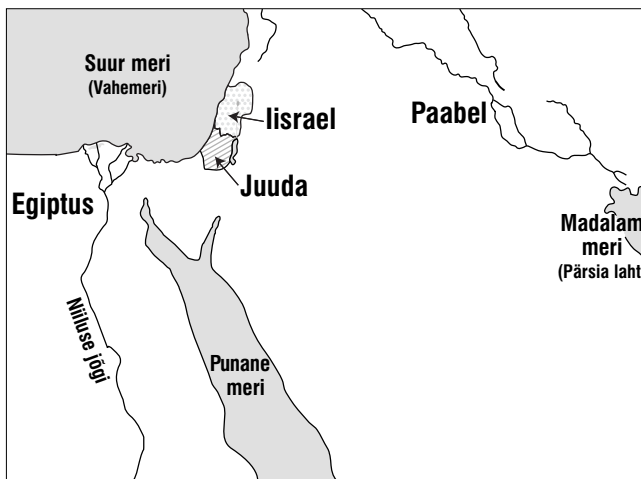 Suur meri
(Vahemeri)
Iisrael
Paabel
Juuda
Egiptus
Madalam
meri
(Pärsia laht
Niiluse jõgi
Punane
meri